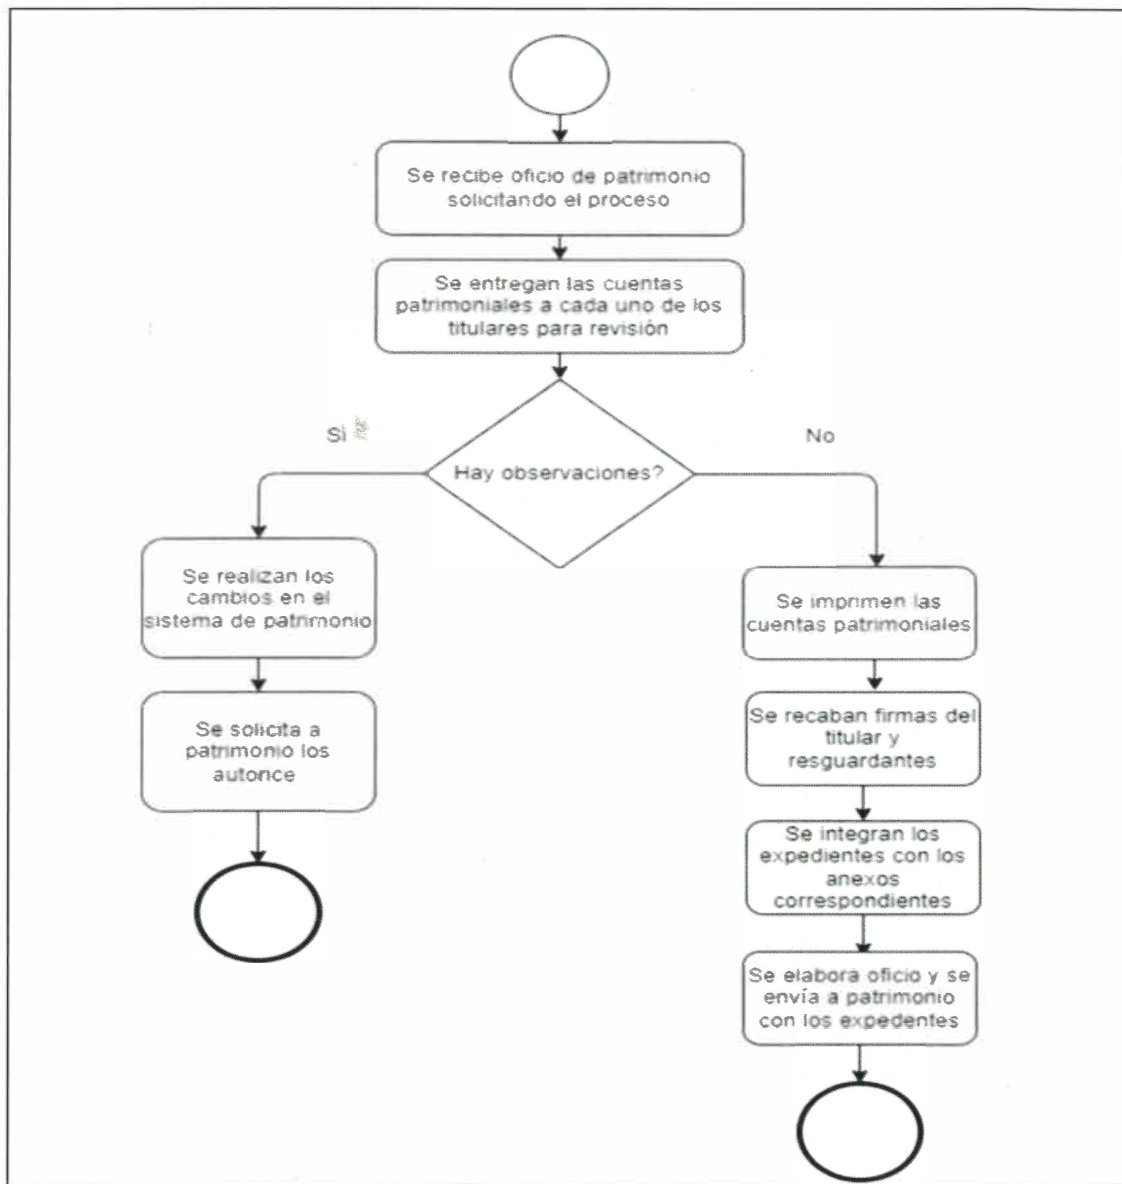 Se recibe oficio de patrimonio
solicitando el proceso
Se entregan las cuentas
patrimoniales a cada uno de los
titulares para revisión
Si
No
Hay observaciones?
Se realizan los
cambios en el
sistema de patrimonio
Se solicita a
patrimonio los
autorice
Se imprimen las
cuentas patrimoniales
Se recaban firmas del
titular y
resguardantes
Se integran los
expedientes con los
anexos
correspondientes
Se elabora oficio y se
envía a patrimonio
con los expedentes